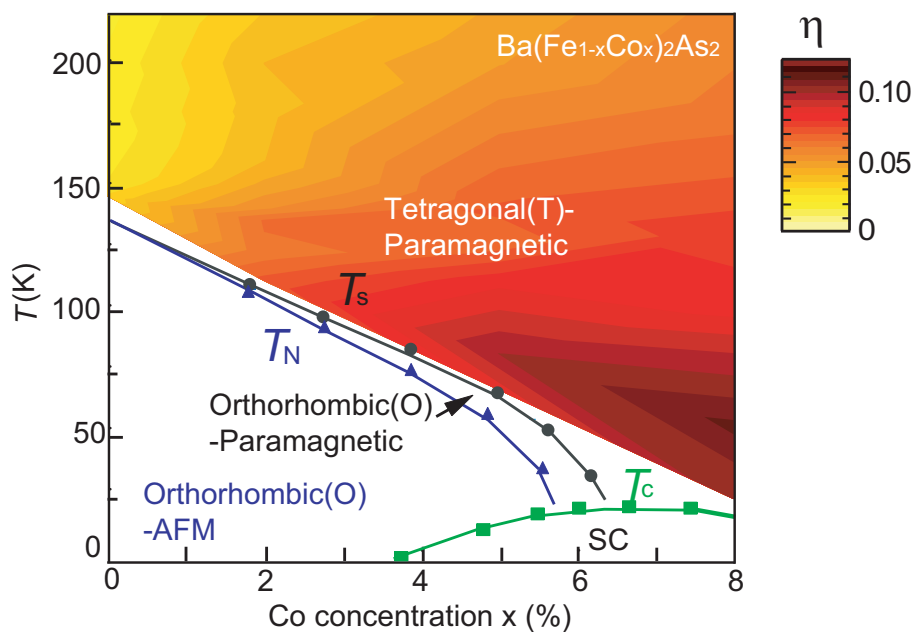 η
Ba(Fe1-xCox)2As2
200
150
100
50
0
T(K)
0.10
0.05
0
Tetragonal(T)-
Paramagnetic
Ts
TN
Orthorhombic(O)
-Paramagnetic
Orthorhombic(O)
-AFM
Tc
SC
0 2 4 6 8
Co concentration x (%)